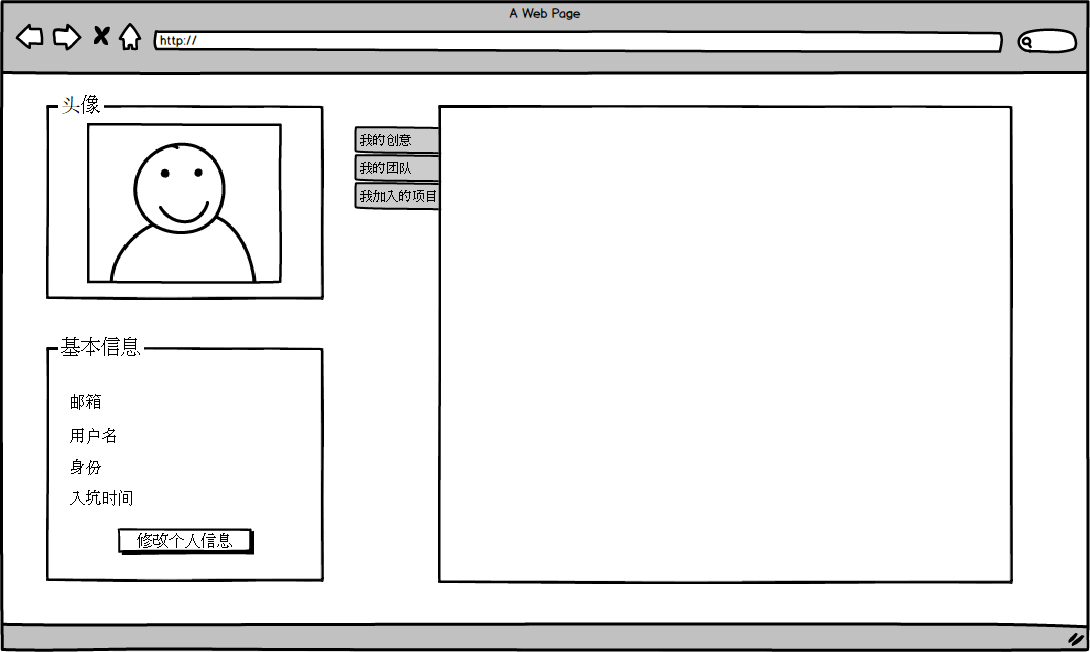 A Web Page
http://
头像
我的创意
我的团队
我加入的项目
基本信息
邮箱
用户名
身份
入坑时间
修改个人信息